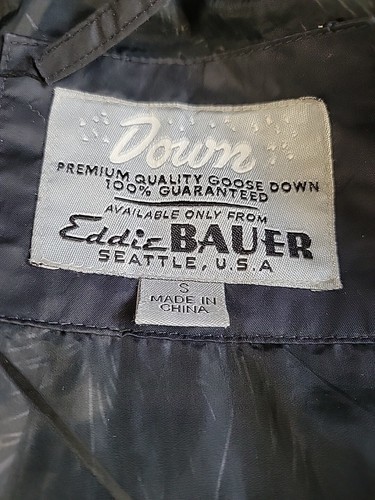 Down
PREMIUM QUALITY GOOSE DOWN
100% GUARANTEED
AVAILABLE ONLY FROM
Eddie BAUER
SEATTLE, U.S.A
S
MADE IN
CHINA